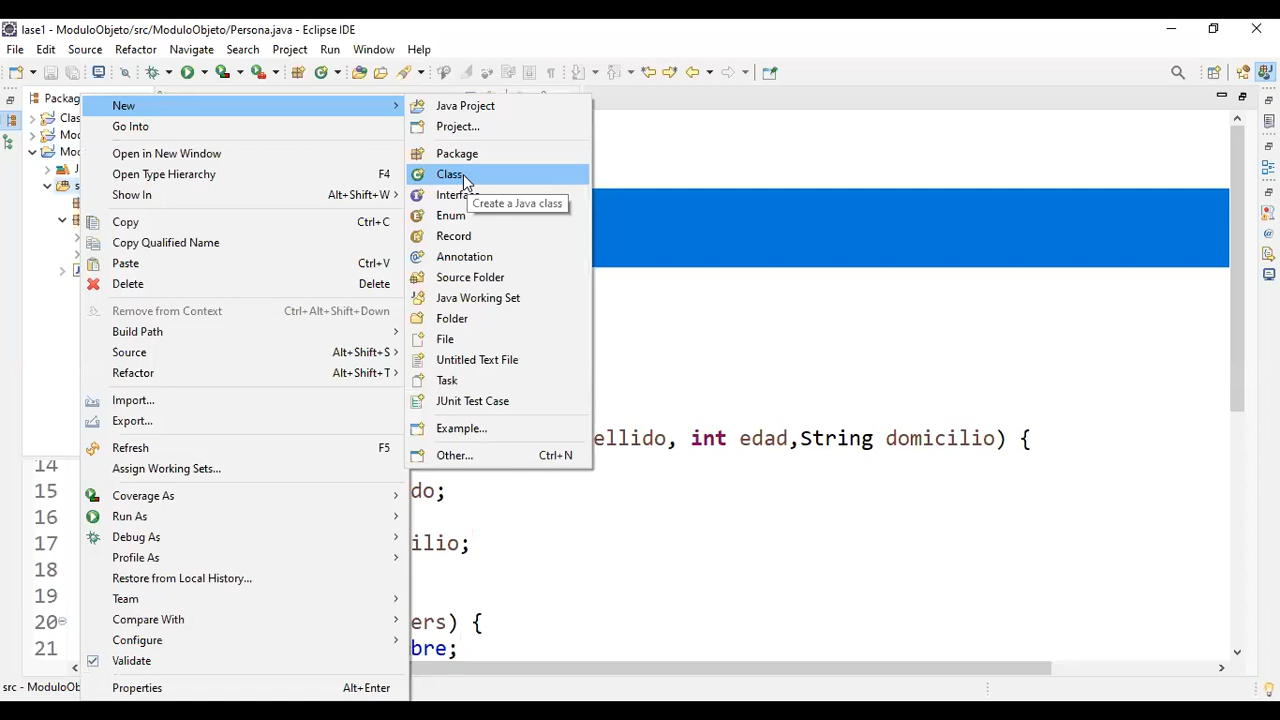 lase1 - ModuloObjeto/src/ModuloObjeto/Persona.java - Eclipse IDE
File Edit Source Refactor Navigate Search Project Run Window Help
Packag
Clas
Mo
Mo
J
s
New
Go Into
Open in New Window
Open Type Hierarchy F4
Show In Alt+Shift+W
Copy Ctrl+C
Copy Qualified Name
Paste Ctrl+V
Delete Delete
Remove from Context Ctrl+Alt+Shift+Down
Build Path
Source Alt+Shift+S
Refactor Alt+Shift+T
Import...
Export...
Refresh F5
Assign Working Sets...
Coverage As
Run As
Debug As
Profile As
Restore from Local History...
Team
Compare With
Configure
Validate
Properties Alt+Enter
Java Project
Project...
Package
Class
Interface
Create a Java class
Enum
Record
Annotation
Source Folder
Java Working Set
Folder
File
Untitled Text File
Task
JUnit Test Case
Example...
Other... Ctrl+N
ellido, int edad,String domicilio) {
14
15 do;
16
17 ilio;
18
19
20 ers) {
21 bre;
src - ModuloOb